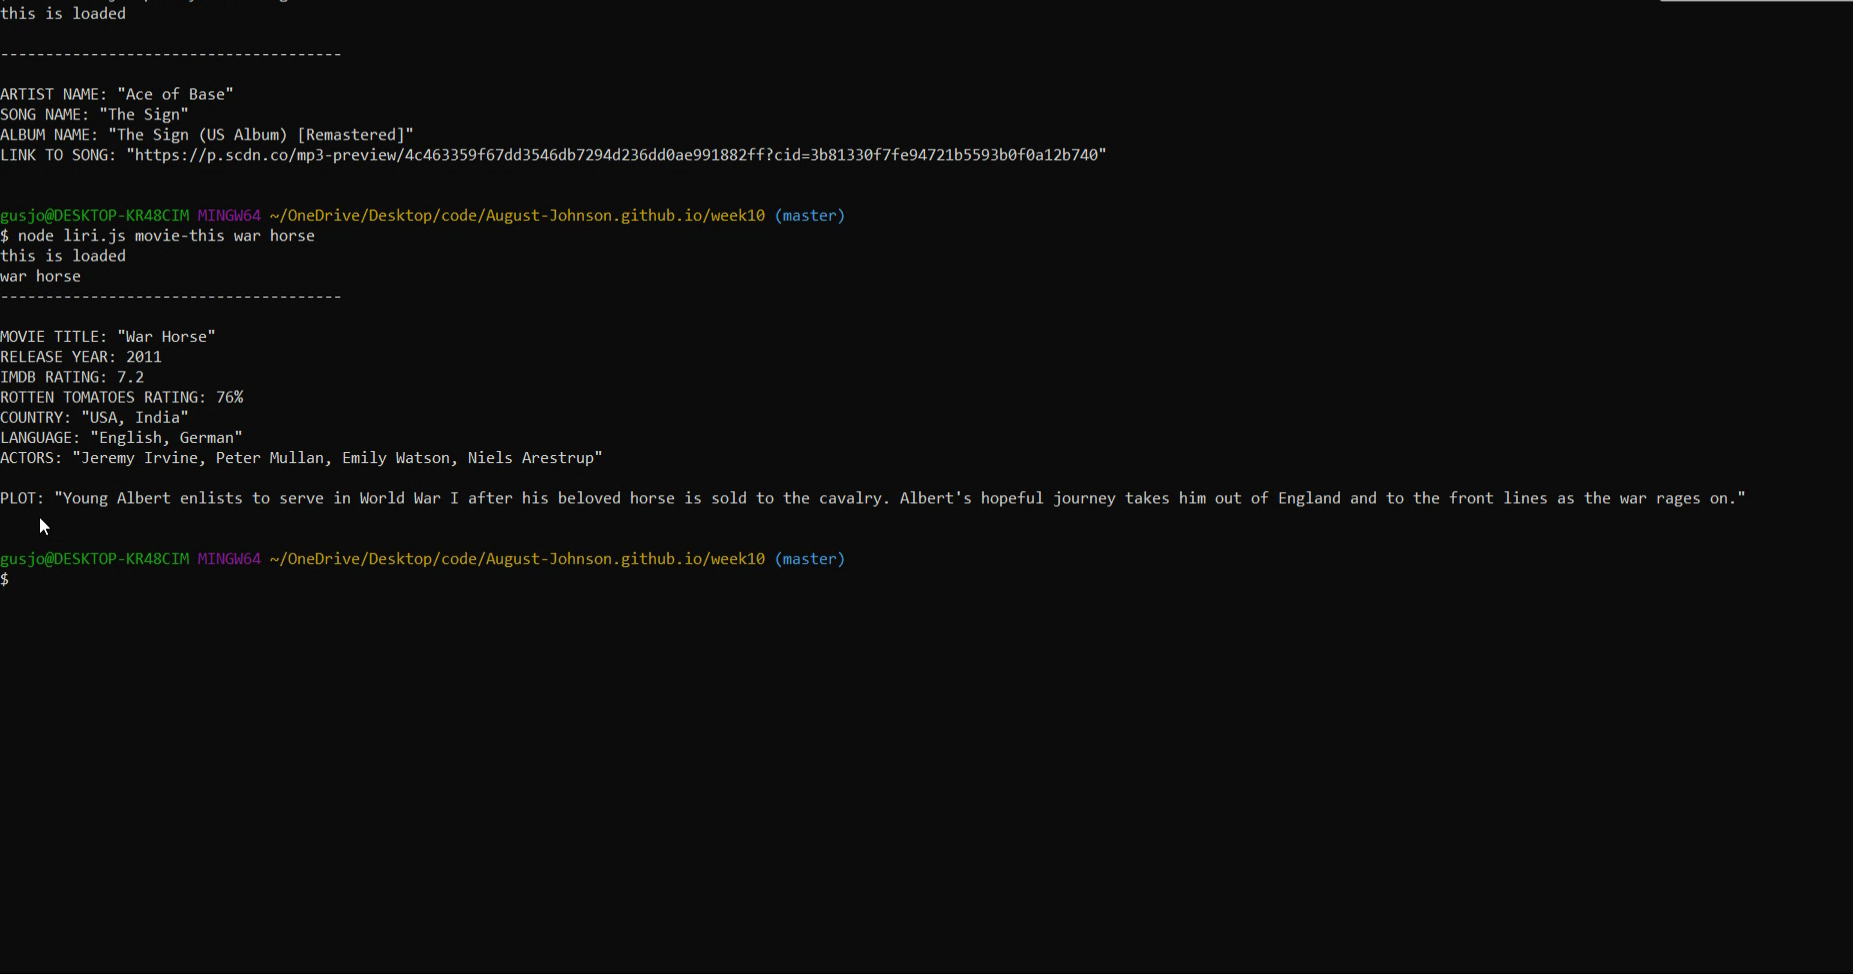 this is loaded
--------------------------------------
ARTIST NAME: "Ace of Base"
SONG NAME: "The Sign"
ALBUM NAME: "The Sign (US Album) [Remastered]"
LINK TO SONG: "https://p.scdn.co/mp3-preview/4c463359f67dd3546db7294d236dd0ae991882ff?cid=3b81330f7fe94721b5593b0f0a12b740"
gusjo@DESKTOP-KR48CIM MINGW64 ~/OneDrive/Desktop/code/August-Johnson.github.io/week10 (master)
$ node liri.js movie-this war horse
this is loaded
war horse
--------------------------------------
MOVIE TITLE: "War Horse"
RELEASE YEAR: 2011
IMDB RATING: 7.2
ROTTEN TOMATOES RATING: 76%
COUNTRY: "USA, India"
LANGUAGE: "English, German"
ACTORS: "Jeremy Irvine, Peter Mullan, Emily Watson, Niels Arestrup"
PLOT: "Young Albert enlists to serve in World War I after his beloved horse is sold to the cavalry. Albert's hopeful journey takes him out of England and to the front lines as the war rages on."
gusjo@DESKTOP-KR48CIM MINGW64 ~/OneDrive/Desktop/code/August-Johnson.github.io/week10 (master)
$